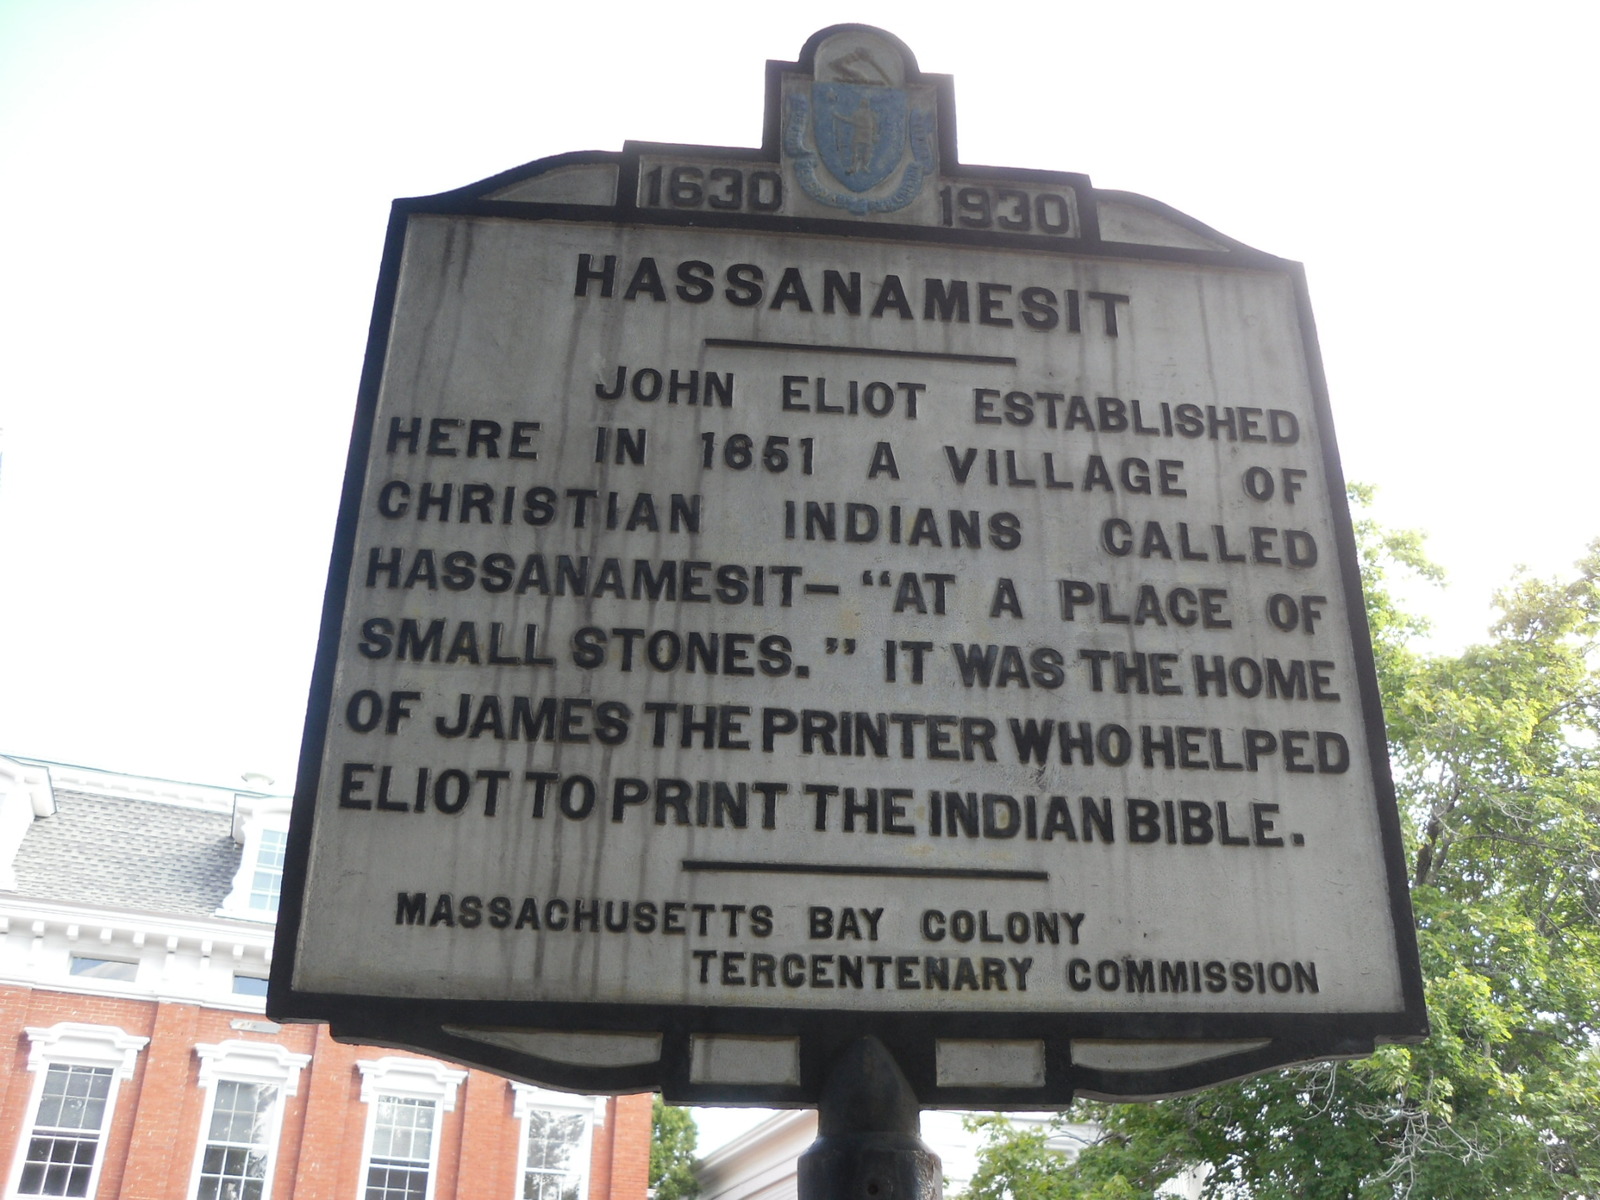 1630 1930
HASSANAMESIT
JOHN ELIOT ESTABLISHED
HERE IN 1651 A VILLAGE OF
CHRISTIAN INDIANS CALLED
HASSANAMESIT— “AT A PLACE OF
SMALL STONES.” IT WAS THE HOME
OF JAMES THE PRINTER WHO HELPED
ELIOT TO PRINT THE INDIAN BIBLE.
MASSACHUSETTS BAY COLONY
TERCENTENARY COMMISSION